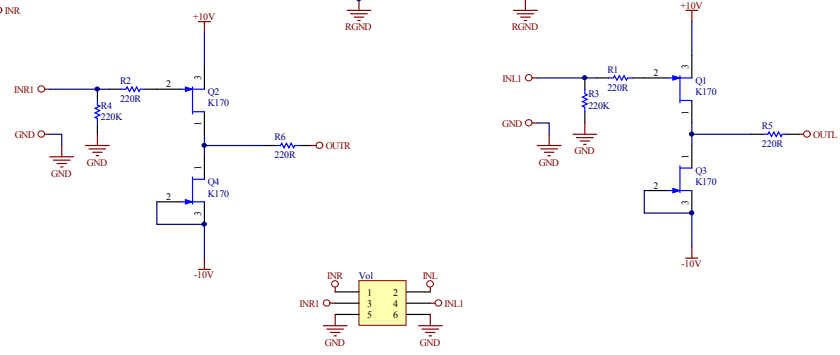 INR
RGND
RGND
+10V
+10V
INR1
R2
220R
2
3
Q2
K170
1
R4
220K
GND
GND
GND
R6
220R
OUTR
1
Q4
K170
2
3
-10V
INL1
R1
220R
2
3
Q1
K170
1
R3
220K
GND
GND
GND
R5
220R
OUTL
1
Q3
K170
2
3
-10V
INR
Vol
INL
1
2
INR1
3
4
INL1
5
6
GND
GND